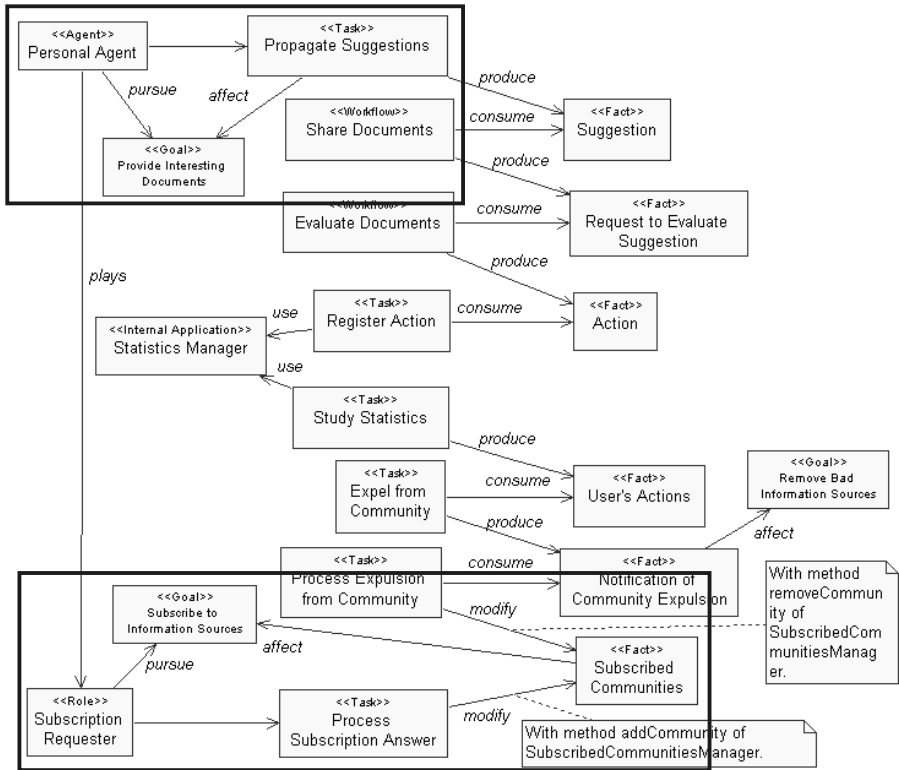 <<Agent>>
Personal Agent
<<Task>>
Propagate Suggestions
pursue
affect
produce
<<Workflow>>
Share Documents
consume
<<Fact>>
Suggestion
<<Goal>>
Provide Interesting
Documents
produce
<<Workflow>>
Evaluate Documents
consume
<<Fact>>
Request to Evaluate
Suggestion
plays
produce
<<Task>>
Register Action
use
consume
<<Fact>>
Action
<<Internal Application>>
Statistics Manager
use
<<Task>>
Study Statistics
produce
<<Task>>
Expel from
Community
consume
<<Fact>>
User's Actions
<<Goal>>
Remove Bad
Information Sources
produce
affect
<<Task>>
Process Expulsion
from Community
consume
<<Fact>>
Notification of
Community Expulsion
With method
removeCommun
ity of
SubscribedCom
munitiesManag
er.
<<Goal>>
Subscribe to
Information Sources
modify
affect
pursue
<<Fact>>
Subscribed
Communities
<<Role>>
Subscription
Requester
<<Task>>
Process
Subscription Answer
modify
With method addCommunity of
SubscribedCommunitiesManager.